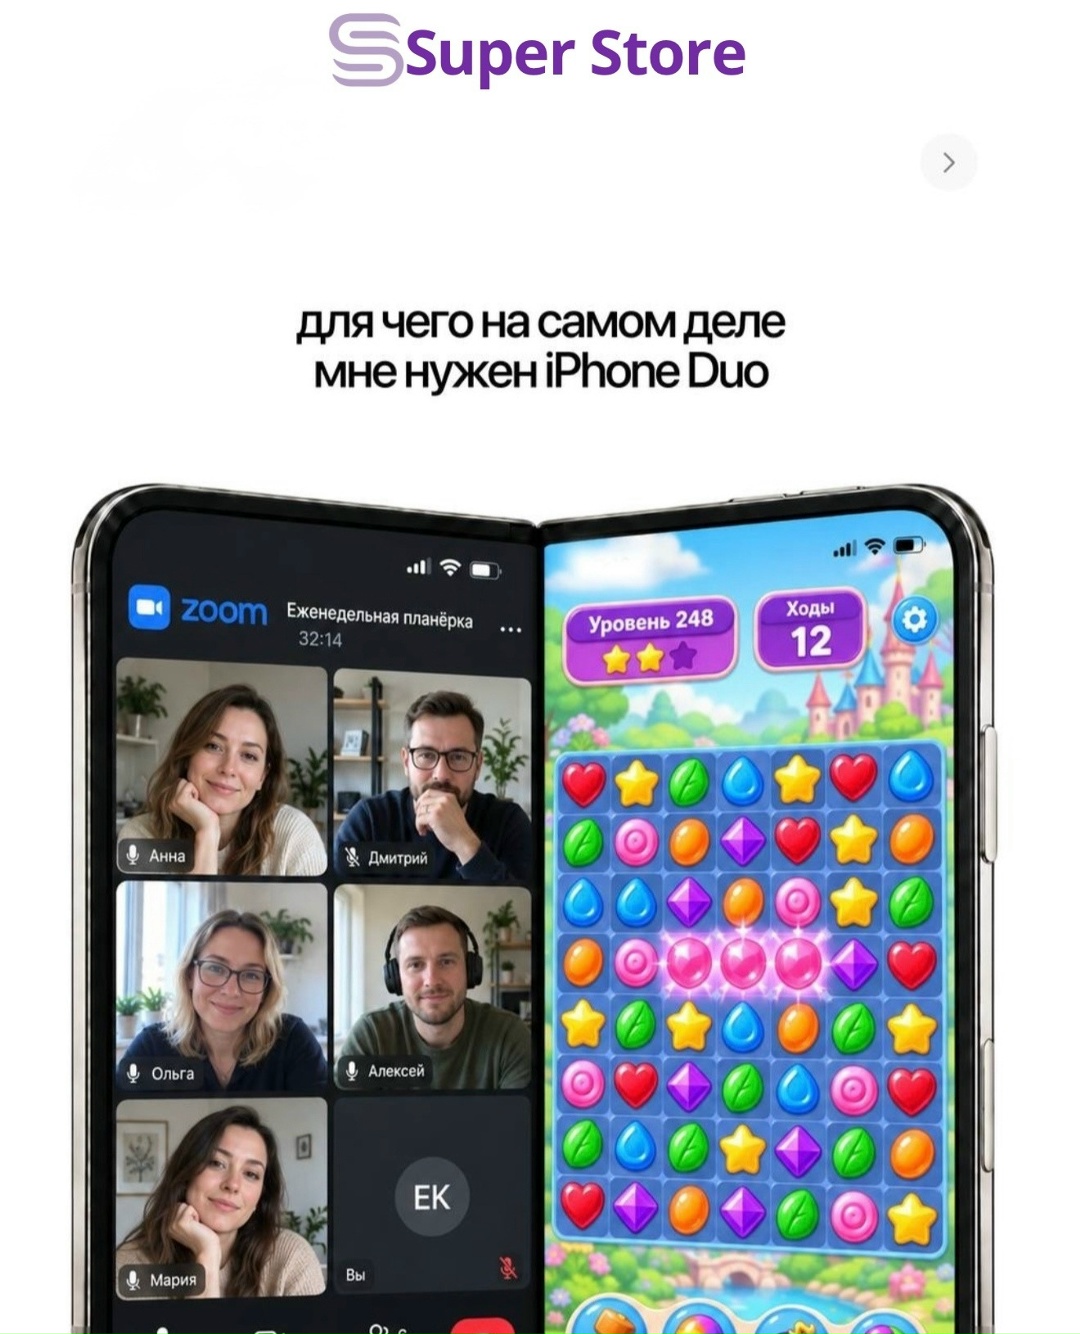 Super Store
для чего на самом деле
мне нужен iPhone Duo
zoom
Еженедельная планёрка
32:14
Анна
Дмитрий
Ольга
Алексей
Мария
EK
Вы
Уровень 248
Ходы
12